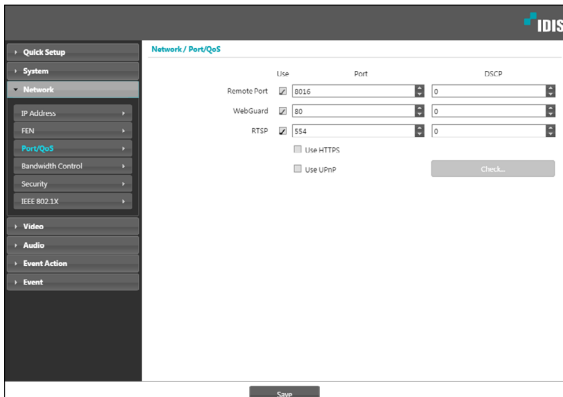 IDIS
Quick Setup
System
Network
IP Address
FEN
Port/QoS
Bandwidth Control
Security
IEEE 802.1X
Video
Audio
Event Action
Event
Network / Port/QoS
Use Port DSCP
Remote Port 8016 0
WebGuard 80 0
RTSP 554 0
Use HTTPS
Use UPnP Check...
Save